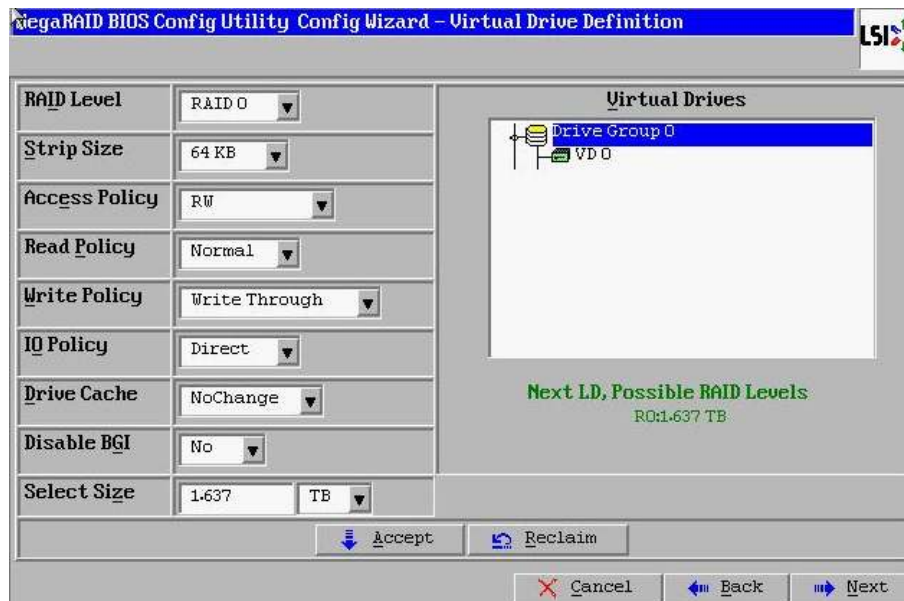 MegaRAID BIOS Config Utility Config Wizard – Virtual Drive Definition
LSI
RAID Level
RAID 0
Strip Size
64 KB
Access Policy
RW
Read Policy
Normal
Write Policy
Write Through
IO Policy
Direct
Drive Cache
NoChange
Disable BGI
No
Select Size
1.637
TB
Virtual Drives
Drive Group 0
VD 0
Next LD, Possible RAID Levels
R0:1.637 TB
Accept
Reclaim
Cancel
Back
Next